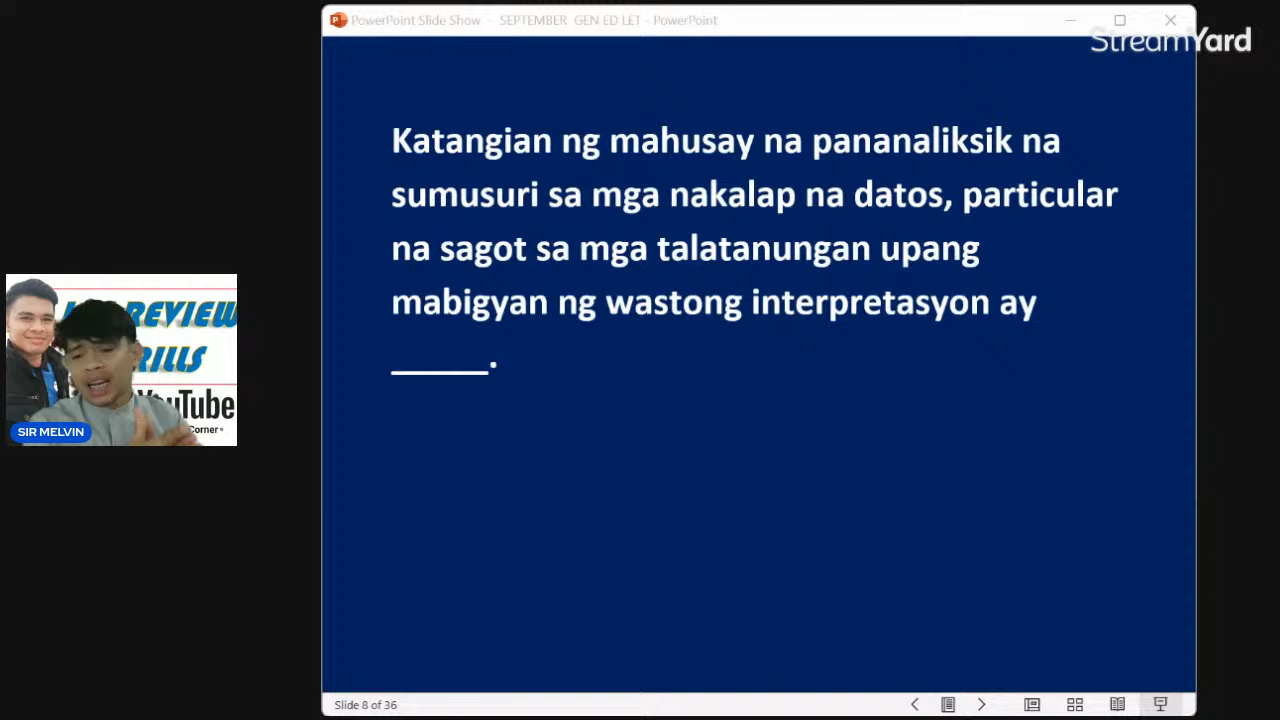 PowerPoint Slide Show - SEPTEMBER GEN ED LET - PowerPoint
StreamYard
Katangian ng mahusay na pananaliksik na
sumusuri sa mga nakalap na datos, particular
na sagot sa mga talatanungan upang
mabigyan ng wastong interpretasyon ay
______.
REVIEW
YouTube
Corner
SIR MELVIN
Slide 8 of 36